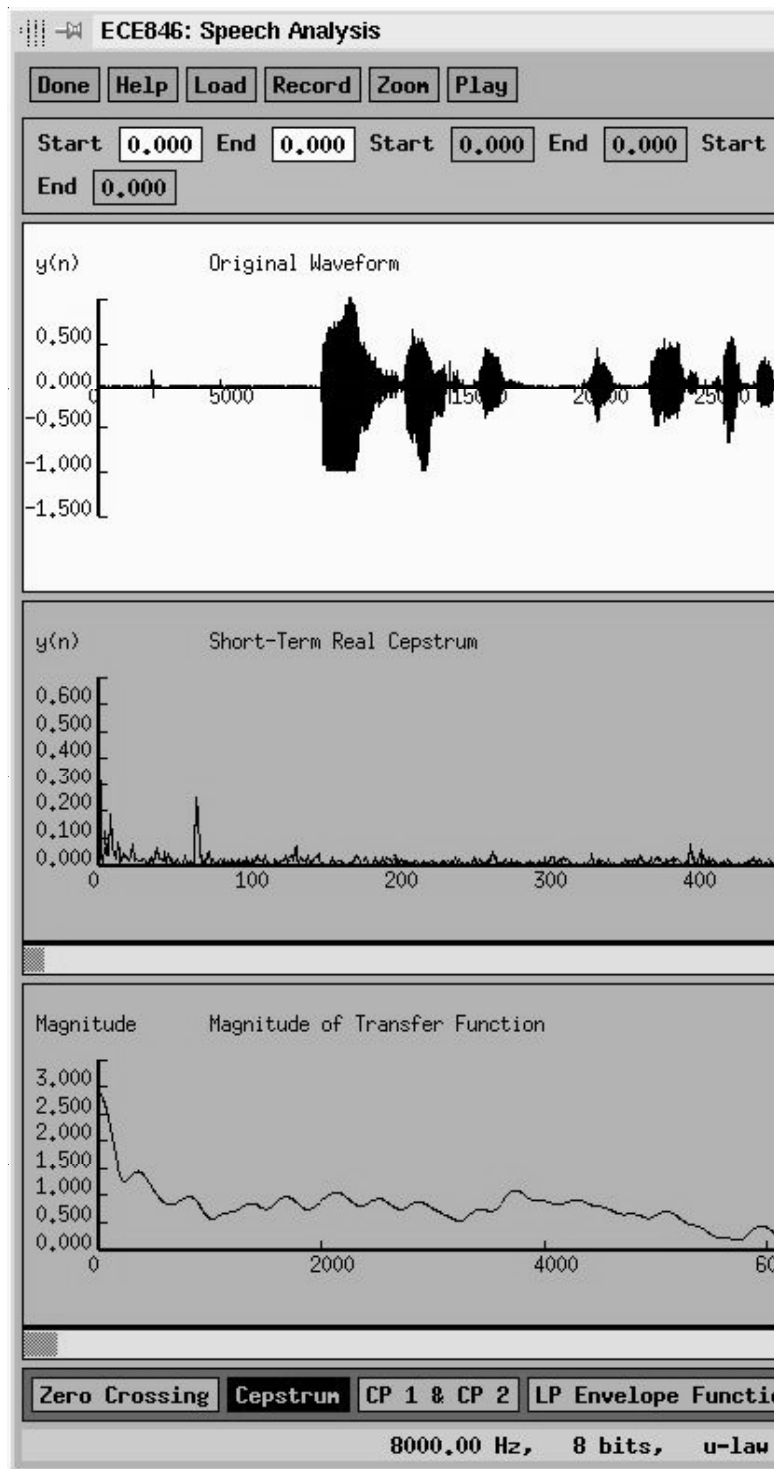 ECE846: Speech Analysis
Done Help Load Record Zoom Play
Start 0.000 End 0.000 Start 0.000 End 0.000 Start
End 0.000
y(n) Original Waveform
0.500
0.000
0 5000 20000
-0.500
-1.000
-1.500
y(n) Short-Term Real Cepstrum
0.600
0.500
0.400
0.300
0.200
0.100
0.000
0 100 200 300 400
Magnitude Magnitude of Transfer Function
3.000
2.500
2.000
1.500
1.000
0.500
0.000
0 2000 4000
Zero Crossing Cepstrum CP 1 & CP 2 LP Envelope
8000.00 Hz, 8 bits, u-law